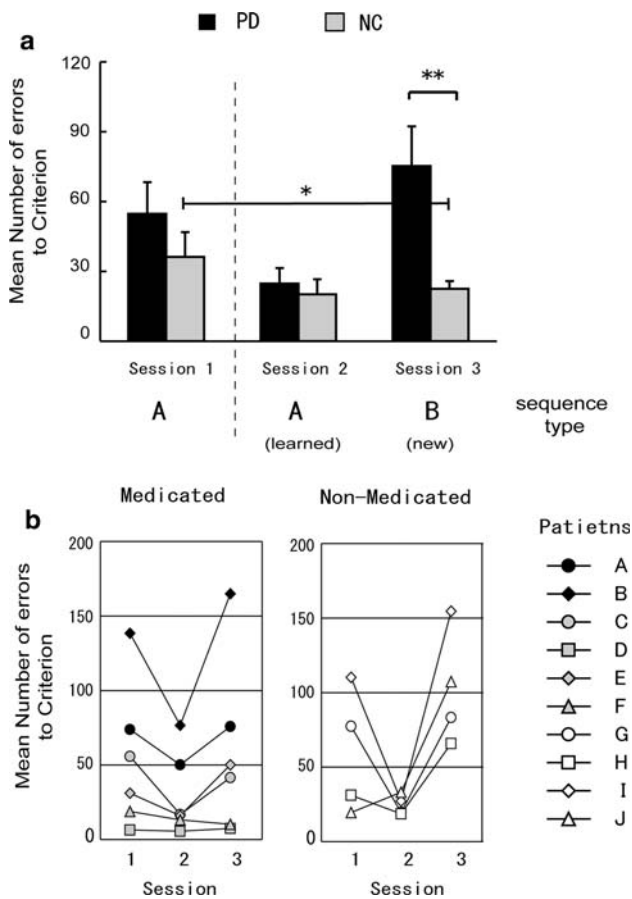 PD NC
a
Mean Number of errors
to Criterion
120
90
60
30
0
**
*
Session 1 Session 2 Session 3
A A B sequence
type
(learned) (new)
Medicated Non-Medicated
b
Patietns
Mean Number of errors
to Criterion
200 200
150 150
100 100
50 50
0 0
A
B
C
D
E
F
G
H
I
J
1 2 3 1 2 3
Session Session